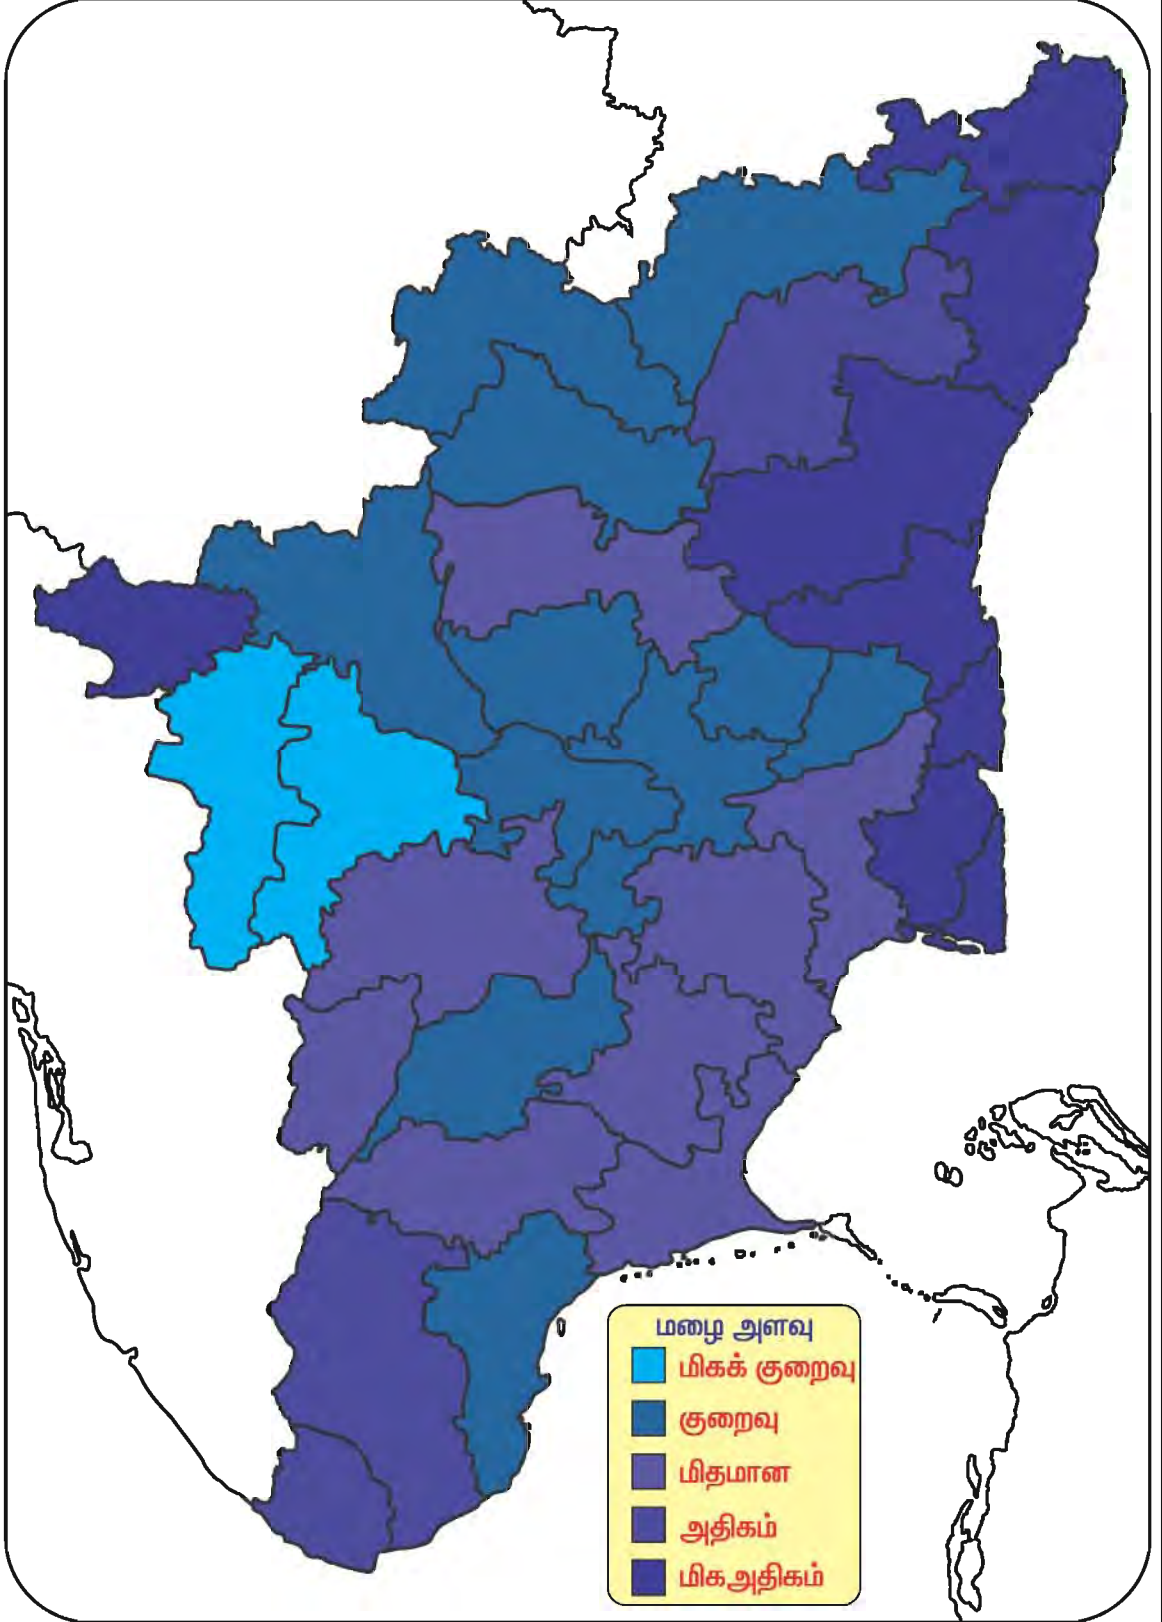 மழை அளவு
மிகக் குறைவு
குறைவு
மிதமான
அதிகம்
மிகஅதிகம்